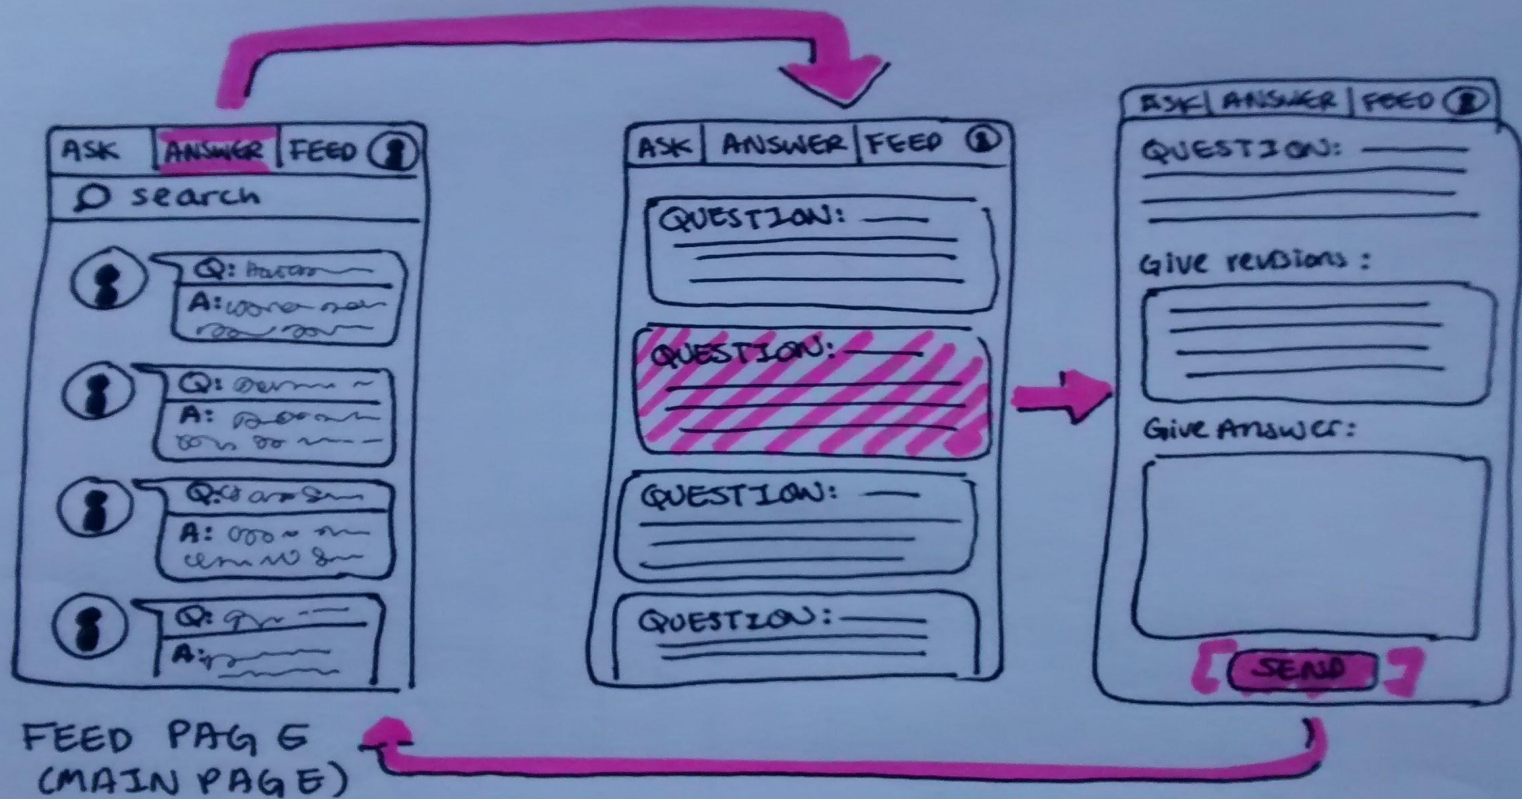 ASK ANSWER FEED
search
Q:
A:
Q:
A:
Q:
A:
Q:
A:
FEED PAGE
(MAIN PAGE)
ASK ANSWER FEED
QUESTION:
QUESTION:
QUESTION:
QUESTION:
ASK ANSWER FEED
QUESTION:
Give revisions:
Give Answer:
SEND